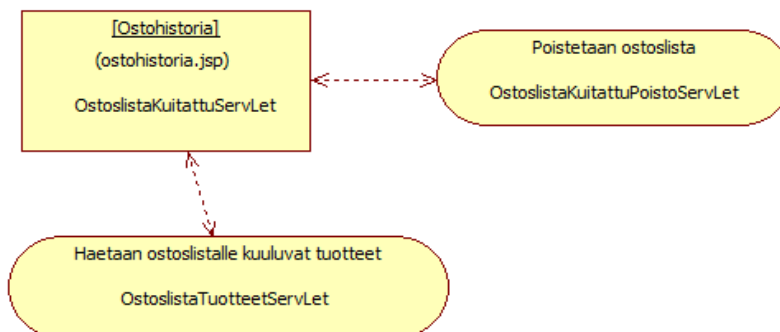 [Ostohistoria]
(ostohistoria.jsp)
OstoslistaKuitattuServLet
Poistetaan ostoslista
OstoslistaKuitattuPoistoServLet
Haetaan ostoslistalle kuuluvat tuotteet
OstoslistaTuotteetServLet